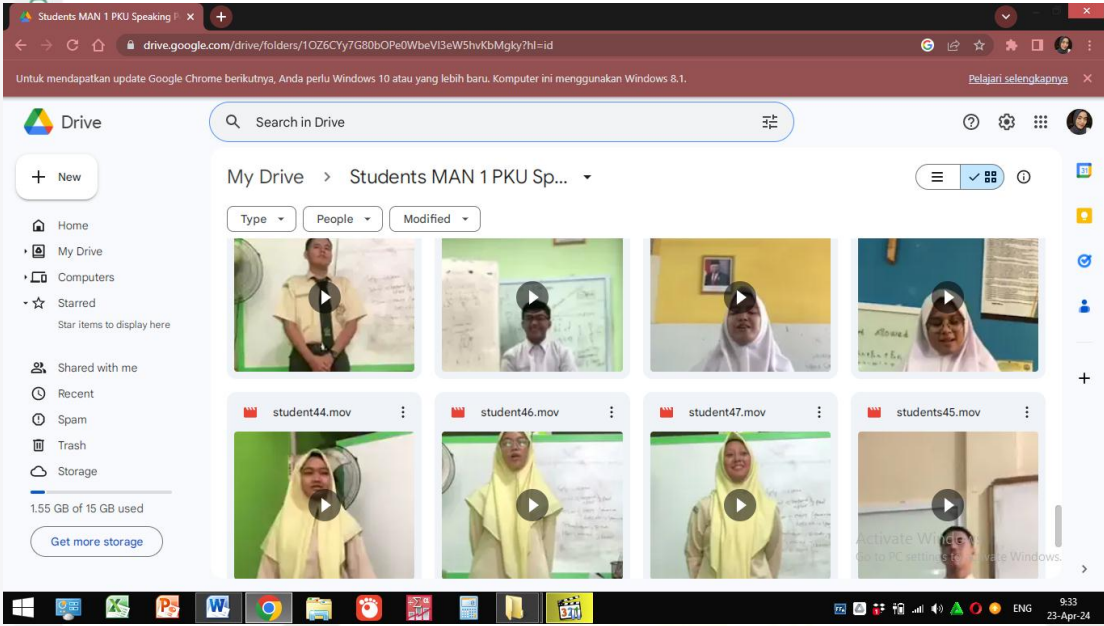 Students MAN 1 PKU Speaking P
drive.google.com/drive/folders/1OZ6CYy7G80bOPe0WbeVI3eW5hvKbMgky?hl=id
Untuk mendapatkan update Google Chrome berikutnya, Anda perlu Windows 10 atau yang lebih baru. Komputer ini menggunakan Windows 8.1.
Pelajari selengkapnya
Drive
Search in Drive
New
My Drive > Students MAN 1 PKU Sp...
Type
People
Modified
Home
My Drive
Computers
Starred
Star items to display here
Shared with me
Recent
Spam
Trash
Storage
1.55 GB of 15 GB used
Get more storage
student44.mov
student46.mov
student47.mov
students45.mov
Activate Windows
Go to PC settings to activate Windows.
ENG
9:33
23-Apr-24